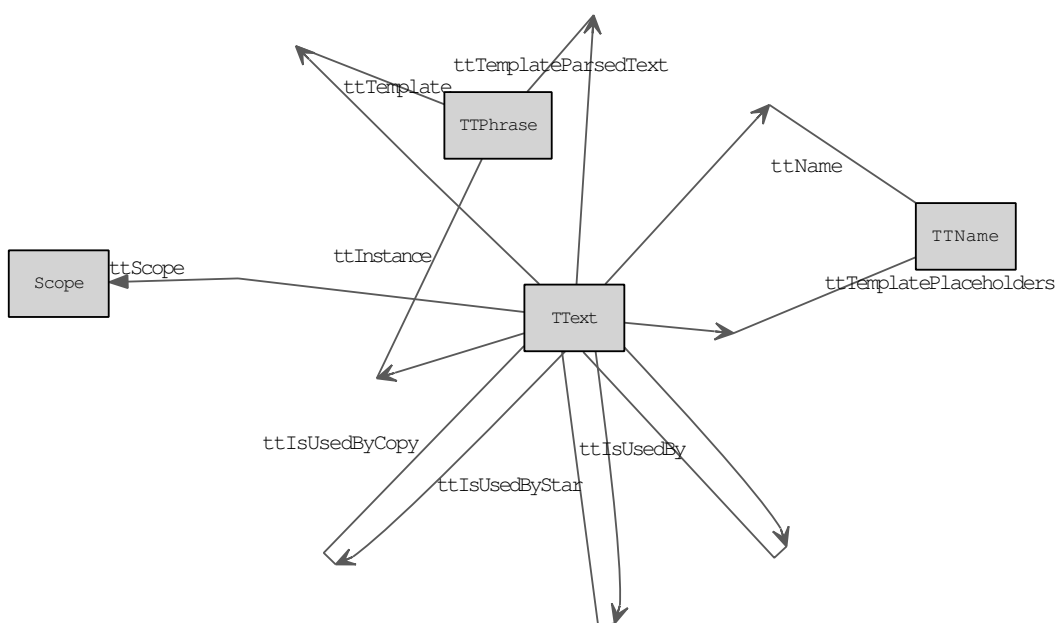 ttTemplateParsedText
ttTemplate
TTPhrase
ttName
TTName
ttInstance
ttScope
Scope
ttTemplatePlaceholders
TText
ttIsUsedByCopy
ttIsUsedBy
ttIsUsedByStar